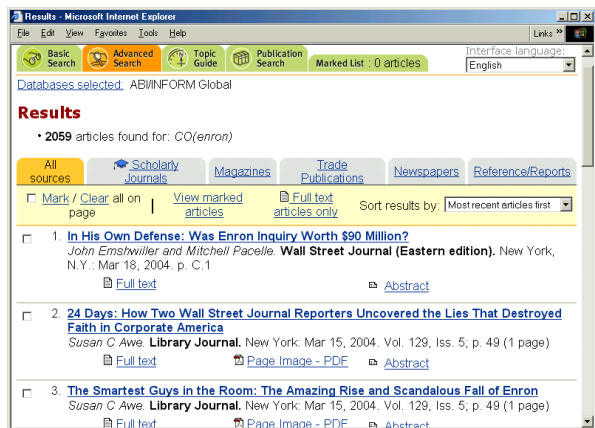 Results - Microsoft Internet Explorer
File Edit View Favorites Tools Help Links »
Basic Search Advanced Search Topic Guide Publication Search Marked List : 0 articles Interface language:
English
Databases selected: ABI/INFORM Global
Results
• 2059 articles found for: CO(enron)
All sources Scholarly Journals Magazines Trade Publications Newspapers Reference/Reports
Mark / Clear all on page | View marked articles Full text articles only Sort results by: Most recent articles first
1. In His Own Defense: Was Enron Inquiry Worth $90 Million?
John Emshwiller and Mitchell Pacelle. Wall Street Journal (Eastern edition). New York,
N.Y.: Mar 18, 2004. p. C.1
Full text Abstract
2. 24 Days: How Two Wall Street Journal Reporters Uncovered the Lies That Destroyed
Faith in Corporate America
Susan C Awe. Library Journal. New York: Mar 15, 2004. Vol. 129, Iss. 5; p. 49 (1 page)
Full text Page Image - PDF Abstract
3. The Smartest Guys in the Room: The Amazing Rise and Scandalous Fall of Enron
Susan C Awe. Library Journal. New York: Mar 15, 2004. Vol. 129, Iss. 5; p. 49 (1 page)
Full text Page Image - PDF Abstract